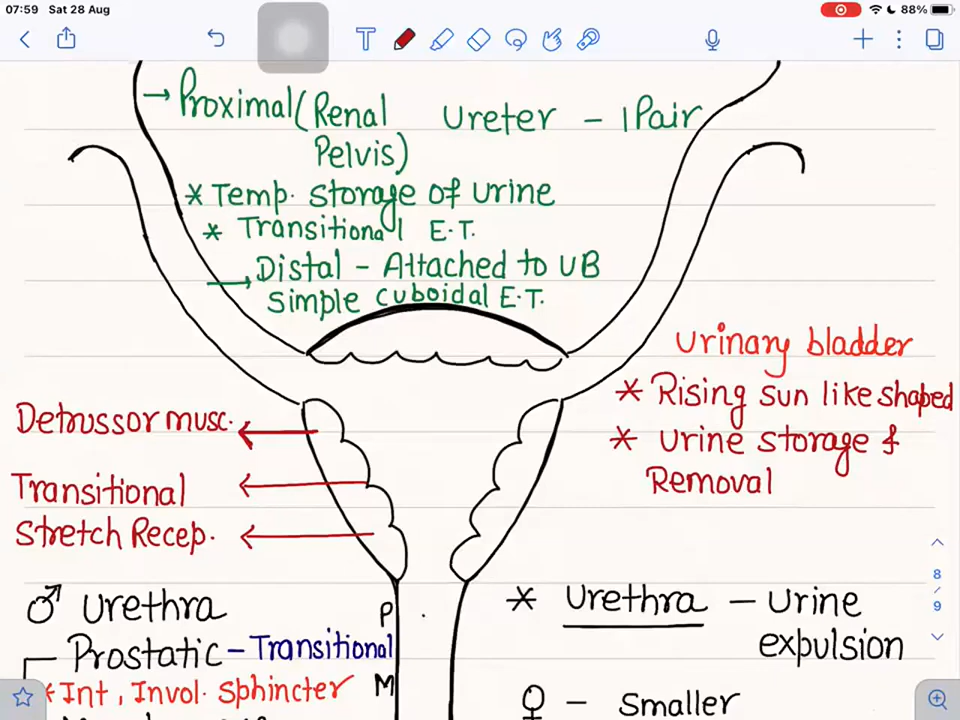 07:59 Sat 28 Aug
88%
T
→ Proximal (Renal Pelvis)
Ureter - 1 Pair
* Temp. storage of urine
* Transitional E.T.
→ Distal - Attached to UB
Simple cuboidal E.T.
Urinary bladder
* Rising sun like shaped
* Urine storage &
Removal
Detrussor musc.
Transitional
Stretch Recep.
8
/
9
♂ Urethra
P
Prostatic - Transitional
* Int, Invol. Sphincter
M
* Urethra - Urine
expulsion
♀ - Smaller